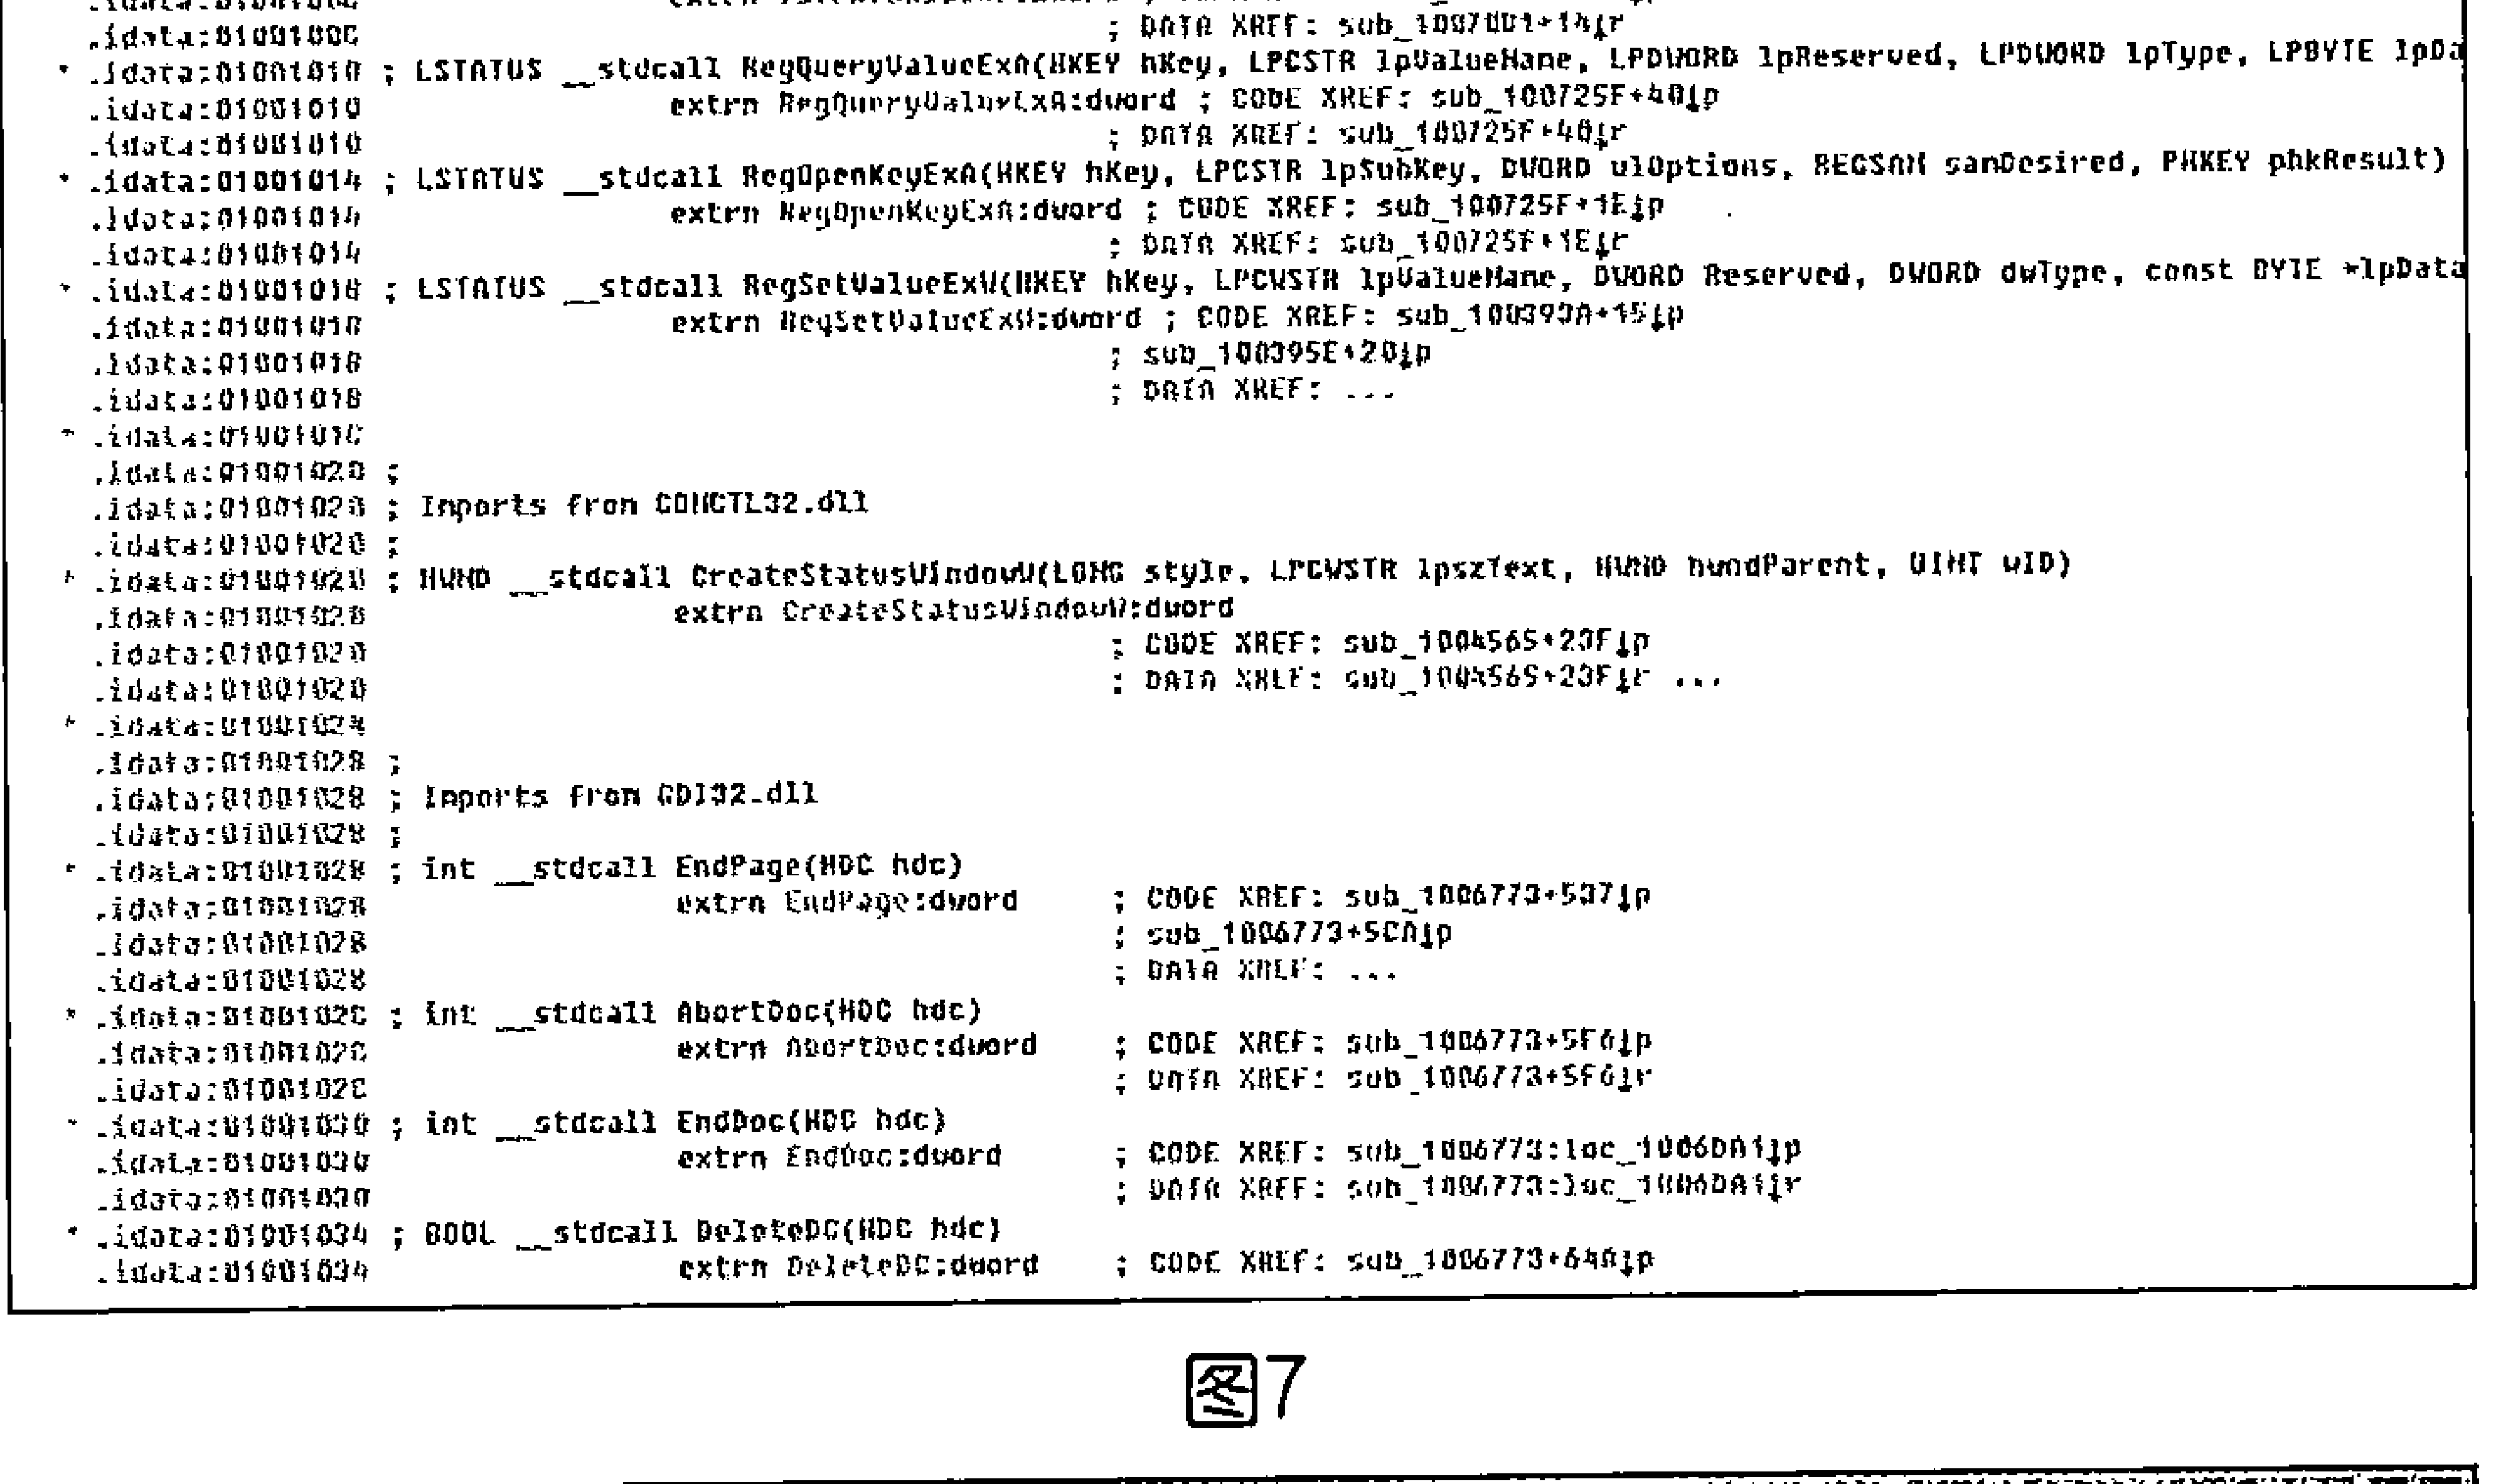 .idata:0100100C ; DATA XREF: sub_10070D1+14↓r
.idata:01001010 ; LSTATUS __stdcall RegQueryValueExA(HKEY hKey, LPCSTR lpValueName, LPDWORD lpReserved, LPDWORD lpType, LPBYTE lpDa
.idata:01001010 extrn RegQueryValueExA:dword ; CODE XREF: sub_100725F+40↓p
.idata:01001010 ; DATA XREF: sub_100725F+40↓r
.idata:01001014 ; LSTATUS __stdcall RegOpenKeyExA(HKEY hKey, LPCSTR lpSubKey, DWORD ulOptions, REGSAM samDesired, PHKEY phkResult)
.idata:01001014 extrn RegOpenKeyExA:dword ; CODE XREF: sub_100725F+1E↓p
.idata:01001014 ; DATA XREF: sub_100725F+1E↓r
.idata:01001018 ; LSTATUS __stdcall RegSetValueExW(HKEY hKey, LPCWSTR lpValueName, DWORD Reserved, DWORD dwType, const BYTE *lpData
.idata:01001018 extrn RegSetValueExW:dword ; CODE XREF: sub_100393A+15↓p
.idata:01001018 ; sub_100395E+20↓p
.idata:01001018 ; DATA XREF: ...
.idata:0100101C
.idata:01001020 ;
.idata:01001020 ; Imports from COMCTL32.dll
.idata:01001020 ;
.idata:01001020 ; HWND __stdcall CreateStatusWindowW(LONG style, LPCWSTR lpszText, HWND hwndParent, UINT wID)
.idata:01001020 extrn CreateStatusWindowW:dword
.idata:01001020 ; CODE XREF: sub_1004565+23F↓p
.idata:01001020 ; DATA XREF: sub_1004565+23F↓r ...
.idata:01001024
.idata:01001028 ;
.idata:01001028 ; Imports from GDI32.dll
.idata:01001028 ;
.idata:01001028 ; int __stdcall EndPage(HDC hdc)
.idata:01001028 extrn EndPage:dword ; CODE XREF: sub_1006773+537↓p
.idata:01001028 ; sub_1006773+5CA↓p
.idata:01001028 ; DATA XREF: ...
.idata:0100102C ; int __stdcall AbortDoc(HDC hdc)
.idata:0100102C extrn AbortDoc:dword ; CODE XREF: sub_1006773+5F6↓p
.idata:0100102C ; DATA XREF: sub_1006773+5F6↓r
.idata:01001030 ; int __stdcall EndDoc(HDC hdc)
.idata:01001030 extrn EndDoc:dword ; CODE XREF: sub_1006773:loc_1006DA1↓p
.idata:01001030 ; DATA XREF: sub_1006773:loc_1006DA1↓r
.idata:01001034 ; BOOL __stdcall DeleteDC(HDC hdc)
.idata:01001034 extrn DeleteDC:dword ; CODE XREF: sub_1006773+64A↓p
图7